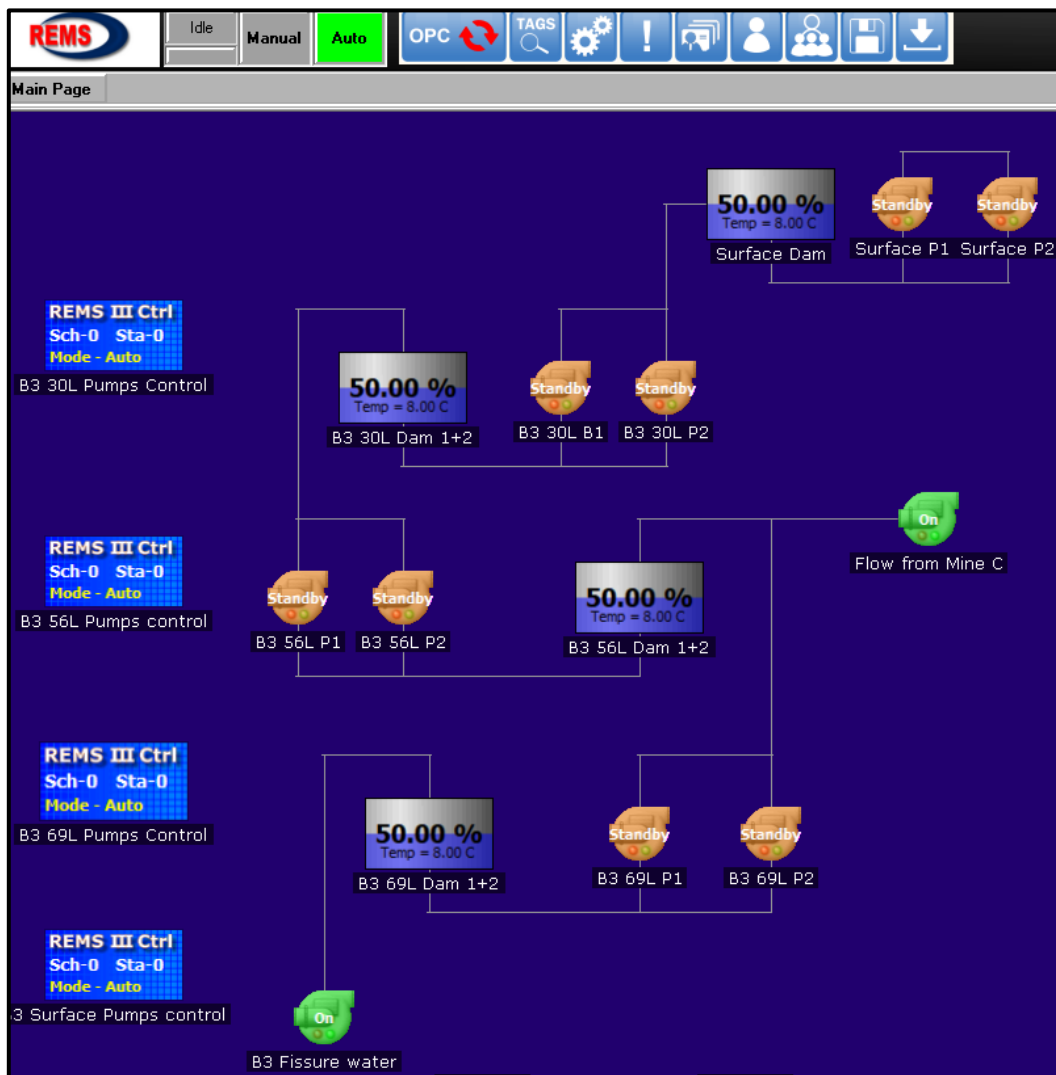 REMS
Idle
Manual
Auto
OPC
TAGS
!
Main Page
50.00 %
Temp = 8.00 C
Surface Dam
Standby
Surface P1
Standby
Surface P2
REMS III Ctrl
Sch-0 Sta-0
Mode - Auto
B3 30L Pumps Control
50.00 %
Temp = 8.00 C
B3 30L Dam 1+2
Standby
B3 30L B1
Standby
B3 30L P2
On
Flow from Mine C
REMS III Ctrl
Sch-0 Sta-0
Mode - Auto
B3 56L Pumps control
Standby
B3 56L P1
Standby
B3 56L P2
50.00 %
Temp = 8.00 C
B3 56L Dam 1+2
REMS III Ctrl
Sch-0 Sta-0
Mode - Auto
B3 69L Pumps Control
50.00 %
Temp = 8.00 C
B3 69L Dam 1+2
Standby
B3 69L P1
Standby
B3 69L P2
REMS III Ctrl
Sch-0 Sta-0
Mode - Auto
3 Surface Pumps control
On
B3 Fissure water